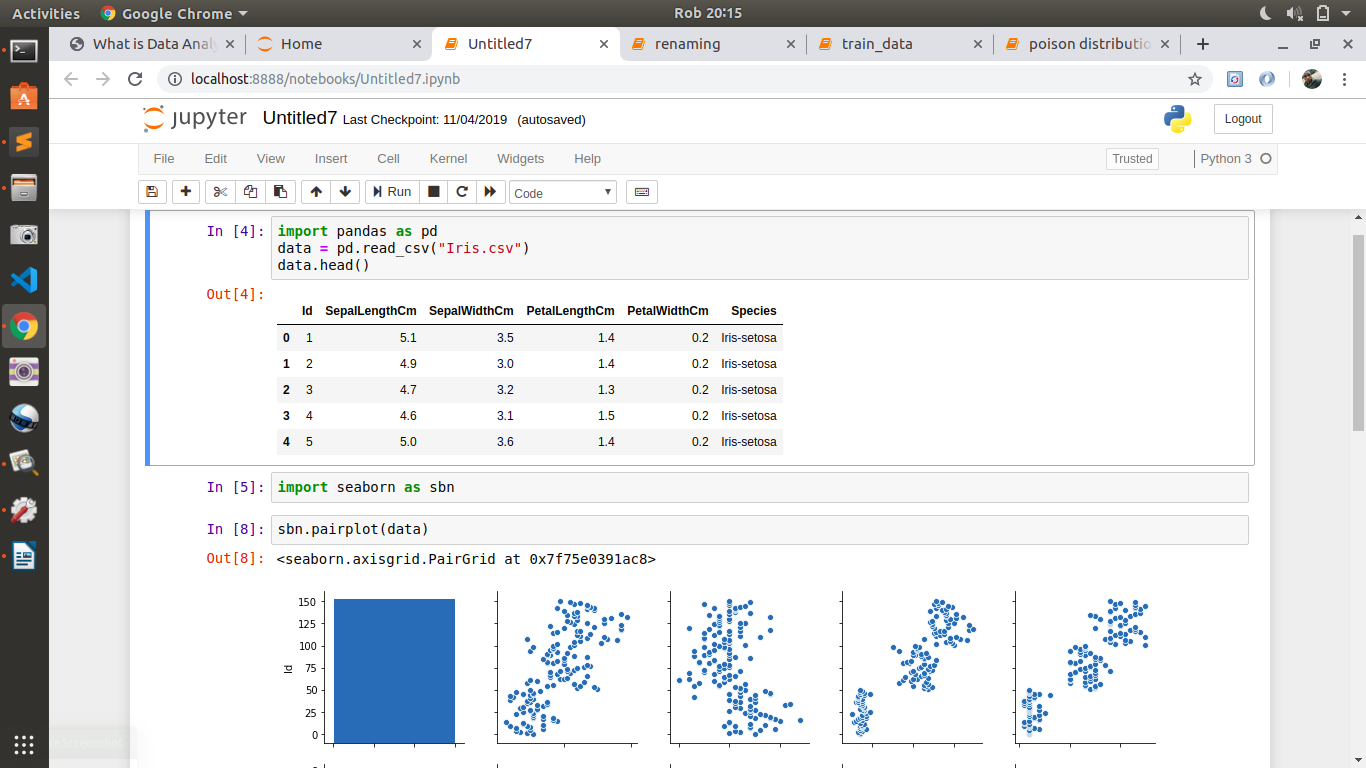 Activities Google Chrome Rob 20:15
What is Data Anal Home Untitled7 renaming train_data poison distributio
localhost:8888/notebooks/Untitled7.ipynb
jupyter Untitled7 Last Checkpoint: 11/04/2019 (autosaved) Logout
File Edit View Insert Cell Kernel Widgets Help Trusted Python 3
Run Code
In [4]: import pandas as pd
data = pd.read_csv("Iris.csv")
data.head()
Out[4]:
Id SepalLengthCm SepalWidthCm PetalLengthCm PetalWidthCm Species
0 1 5.1 3.5 1.4 0.2 Iris-setosa
1 2 4.9 3.0 1.4 0.2 Iris-setosa
2 3 4.7 3.2 1.3 0.2 Iris-setosa
3 4 4.6 3.1 1.5 0.2 Iris-setosa
4 5 5.0 3.6 1.4 0.2 Iris-setosa
In [5]: import seaborn as sbn
In [8]: sbn.pairplot(data)
Out[8]: <seaborn.axisgrid.PairGrid at 0x7f75e0391ac8>
150
125
100
75
Id
50
25
0